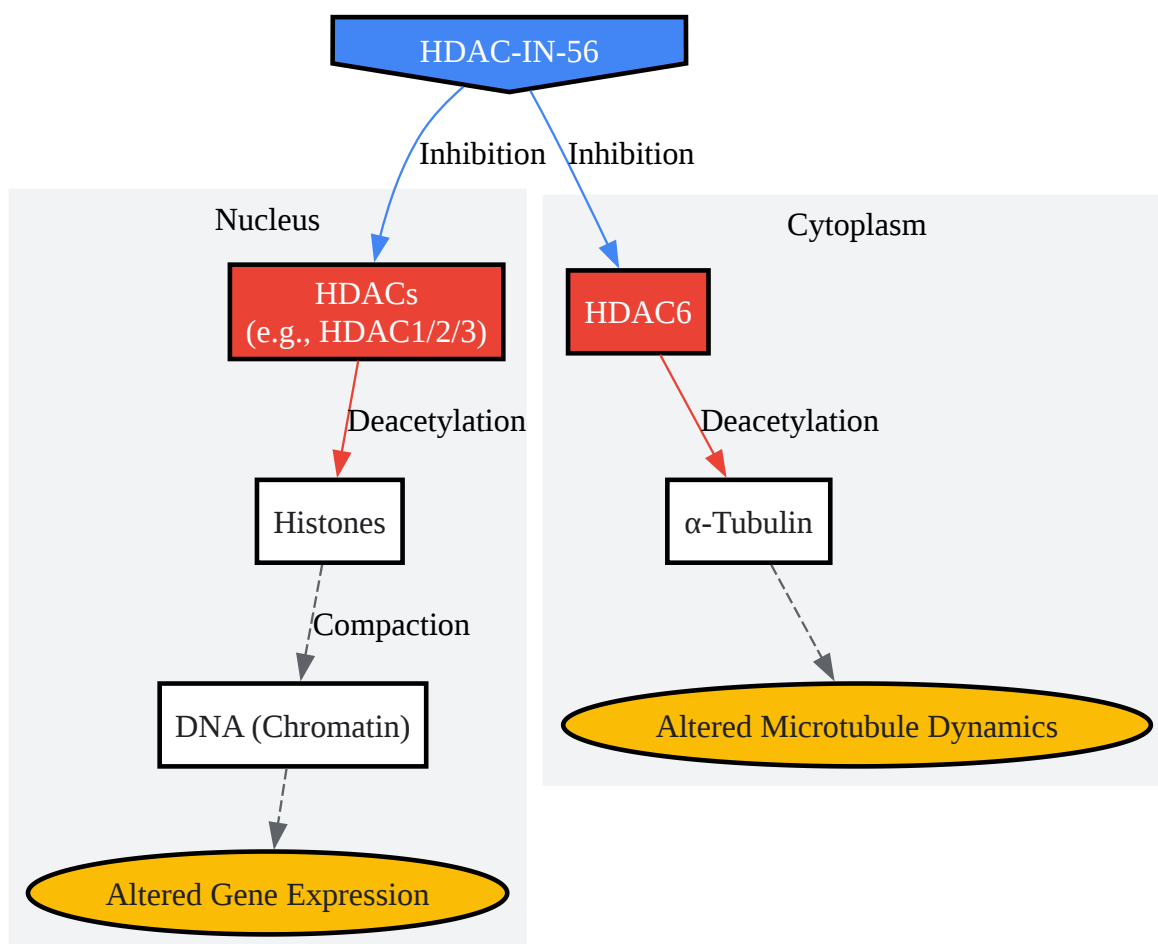 HDAC-IN-56
Inhibition
Inhibition
Nucleus
HDACs
(e.g., HDAC1/2/3)
Deacetylation
Histones
Compaction
DNA (Chromatin)
Altered Gene Expression
Cytoplasm
HDAC6
Deacetylation
α-Tubulin
Altered Microtubule Dynamics